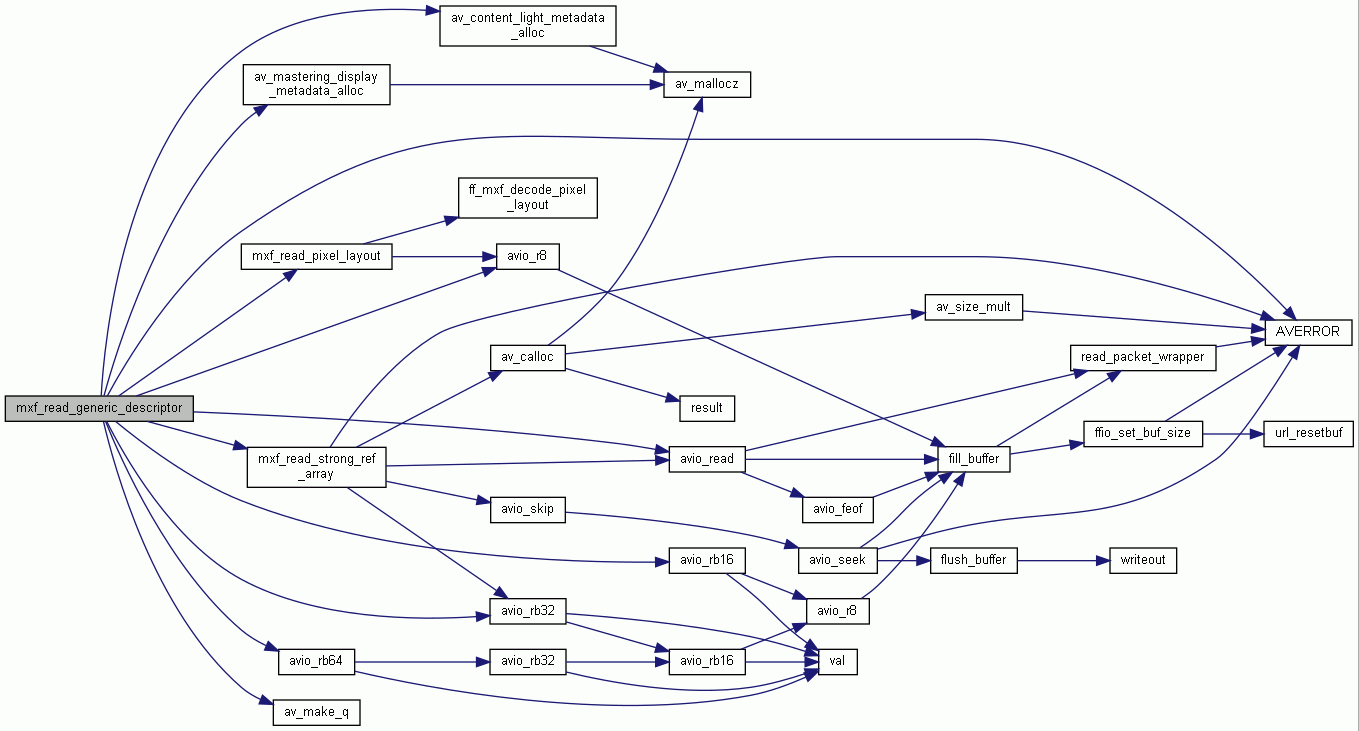 av_content_light_metadata
_alloc
av_mastering_display
_metadata_alloc
av_mallocz
ff_mxf_decode_pixel
_layout
mxf_read_pixel_layout
avio_r8
av_size_mult
AVERROR
av_calloc
read_packet_wrapper
mxf_read_generic_descriptor
result
ffio_set_buf_size
url_resetbuf
mxf_read_strong_ref
_array
avio_read
fill_buffer
avio_skip
avio_feof
avio_rb16
avio_seek
flush_buffer
writeout
avio_rb32
avio_r8
avio_rb64
avio_rb32
avio_rb16
val
av_make_q